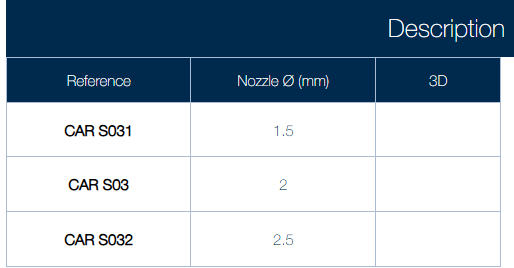 Description
Reference Nozzle Ø (mm) 3D
CAR S031 1.5
CAR S03 2
CAR S032 2.5